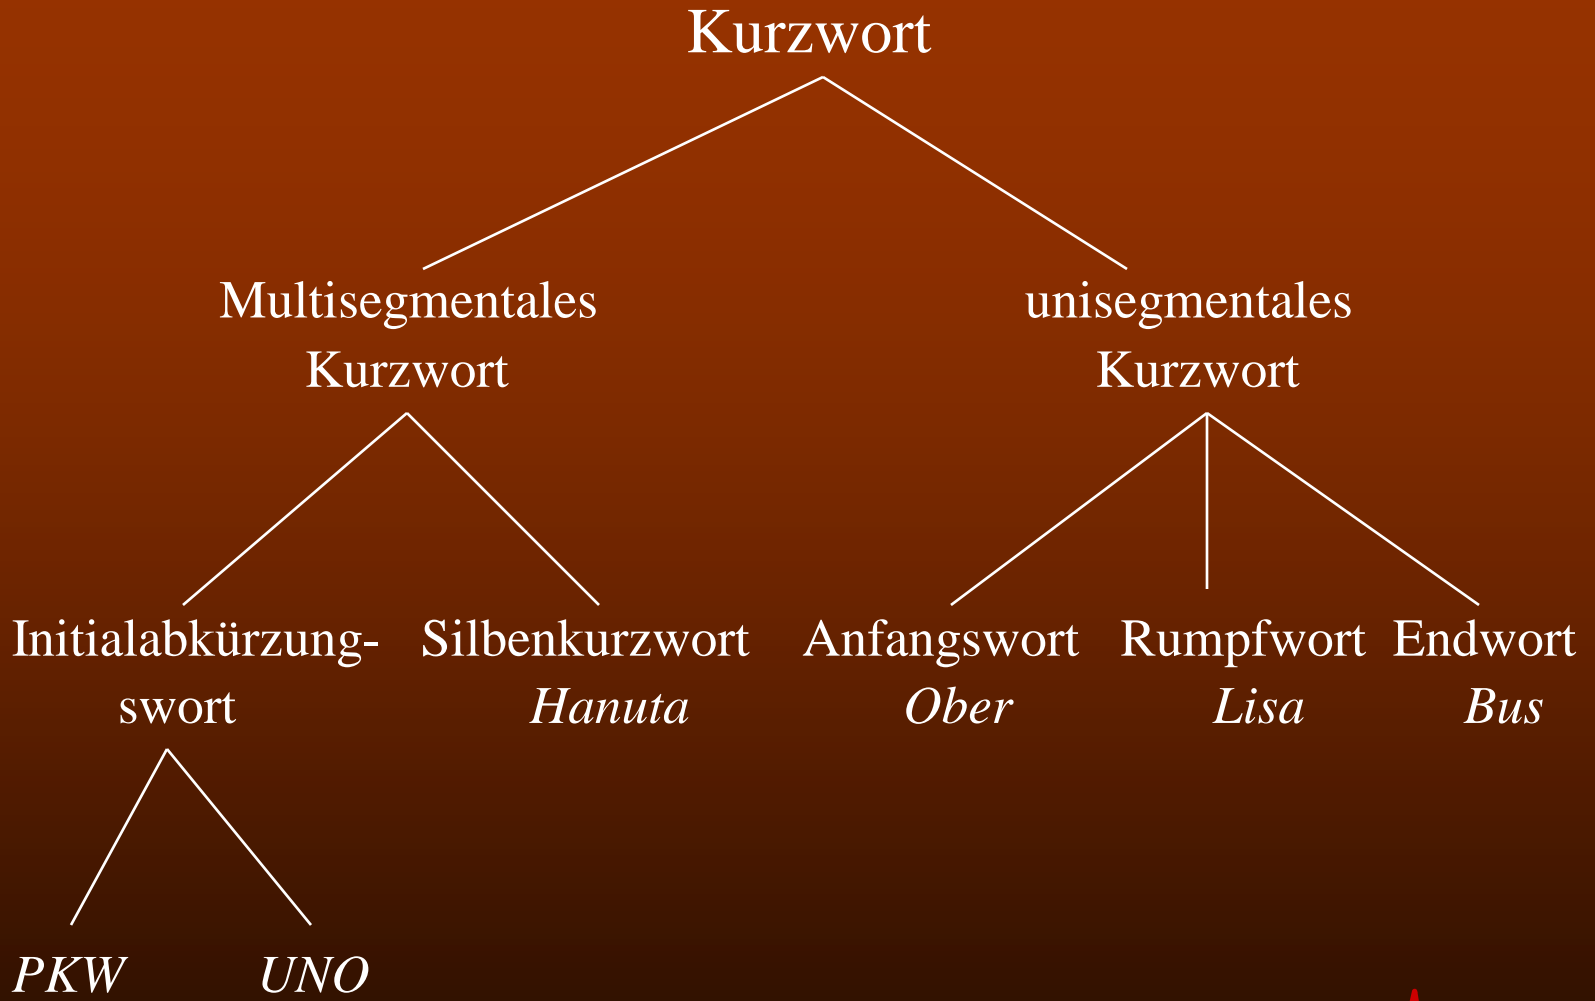 Kurzwort
Multisegmentales
Kurzwort
unisegmentales
Kurzwort
Initialabkürzung-
swort
Silbenkurzwort
Hanuta
Anfangswort
Ober
Rumpfwort
Lisa
Endwort
Bus
PKW
UNO